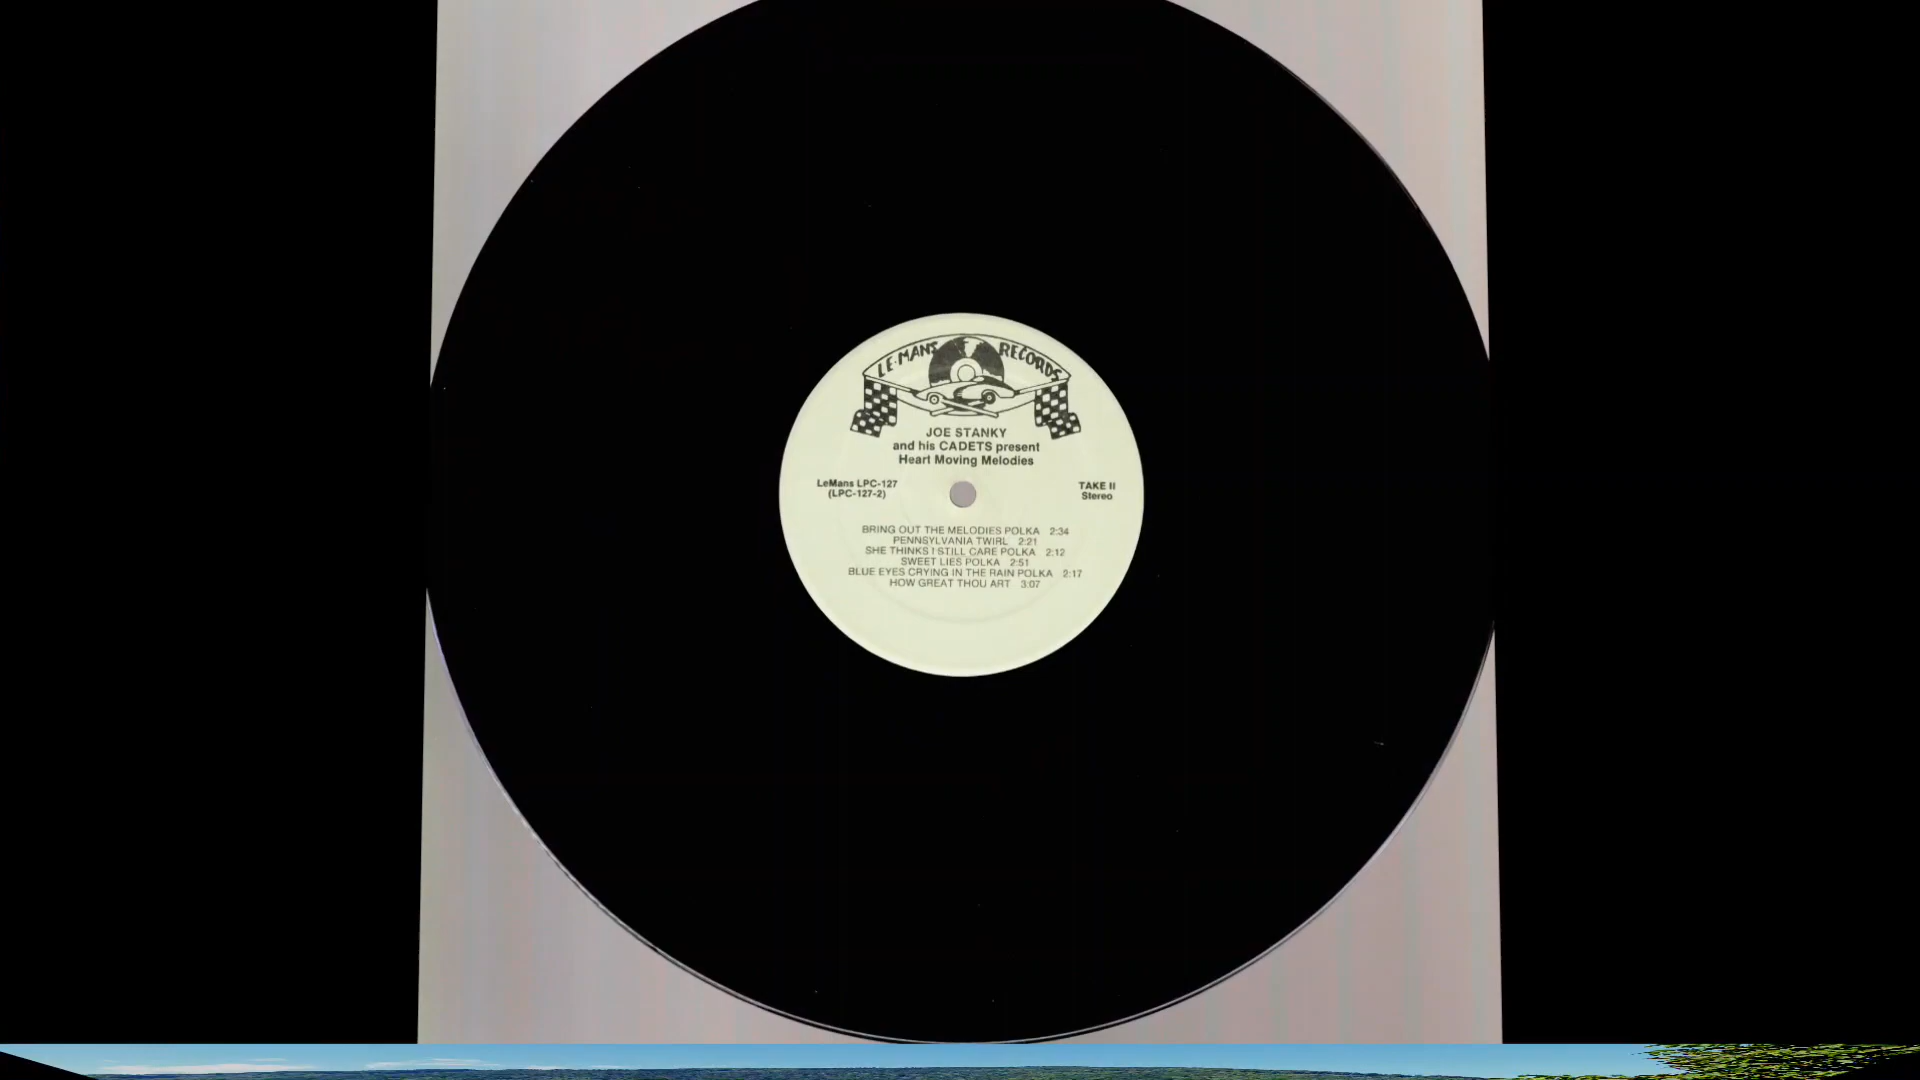 LE-MANS RECORDS
JOE STANKY
and his CADETS present
Heart Moving Melodies
LeMans LPC-127
(LPC-127-2)
TAKE II
Stereo
BRING OUT THE MELODIES POLKA 2:34
PENNSYLVANIA TWIRL 2:21
SHE THINKS I STILL CARE POLKA 2:12
SWEET LIES POLKA 2:51
BLUE EYES CRYING IN THE RAIN POLKA 2:17
HOW GREAT THOU ART 3:07